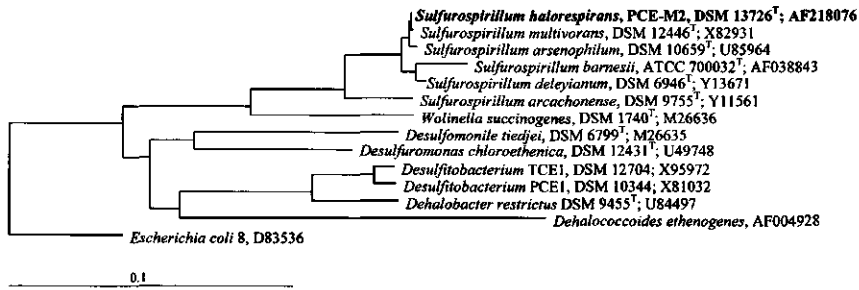 Sulfurospirillum halorespirans, PCE-M2, DSM 13726ᵀ; AF218076
Sulfurospirillum multivorans, DSM 12446ᵀ; X82931
Sulfurospirillum arsenophilum, DSM 10659ᵀ; U85964
Sulfurospirillum barnesii, ATCC 700032ᵀ; AF038843
Sulfurospirillum deleyianum, DSM 6946ᵀ; Y13671
Sulfurospirillum arcachonense, DSM 9755ᵀ; Y11561
Wolinella succinogenes, DSM 1740ᵀ; M26636
Desulfomonile tiedjei, DSM 6799ᵀ; M26635
Desulfuromonas chloroethenica, DSM 12431ᵀ; U49748
Desulfitobacterium TCE1, DSM 12704; X95972
Desulfitobacterium PCE1, DSM 10344; X81032
Dehalobacter restrictus DSM 9455ᵀ; U84497
Dehalococcoides ethenogenes, AF004928
Escherichia coli 8, D83536
0.1